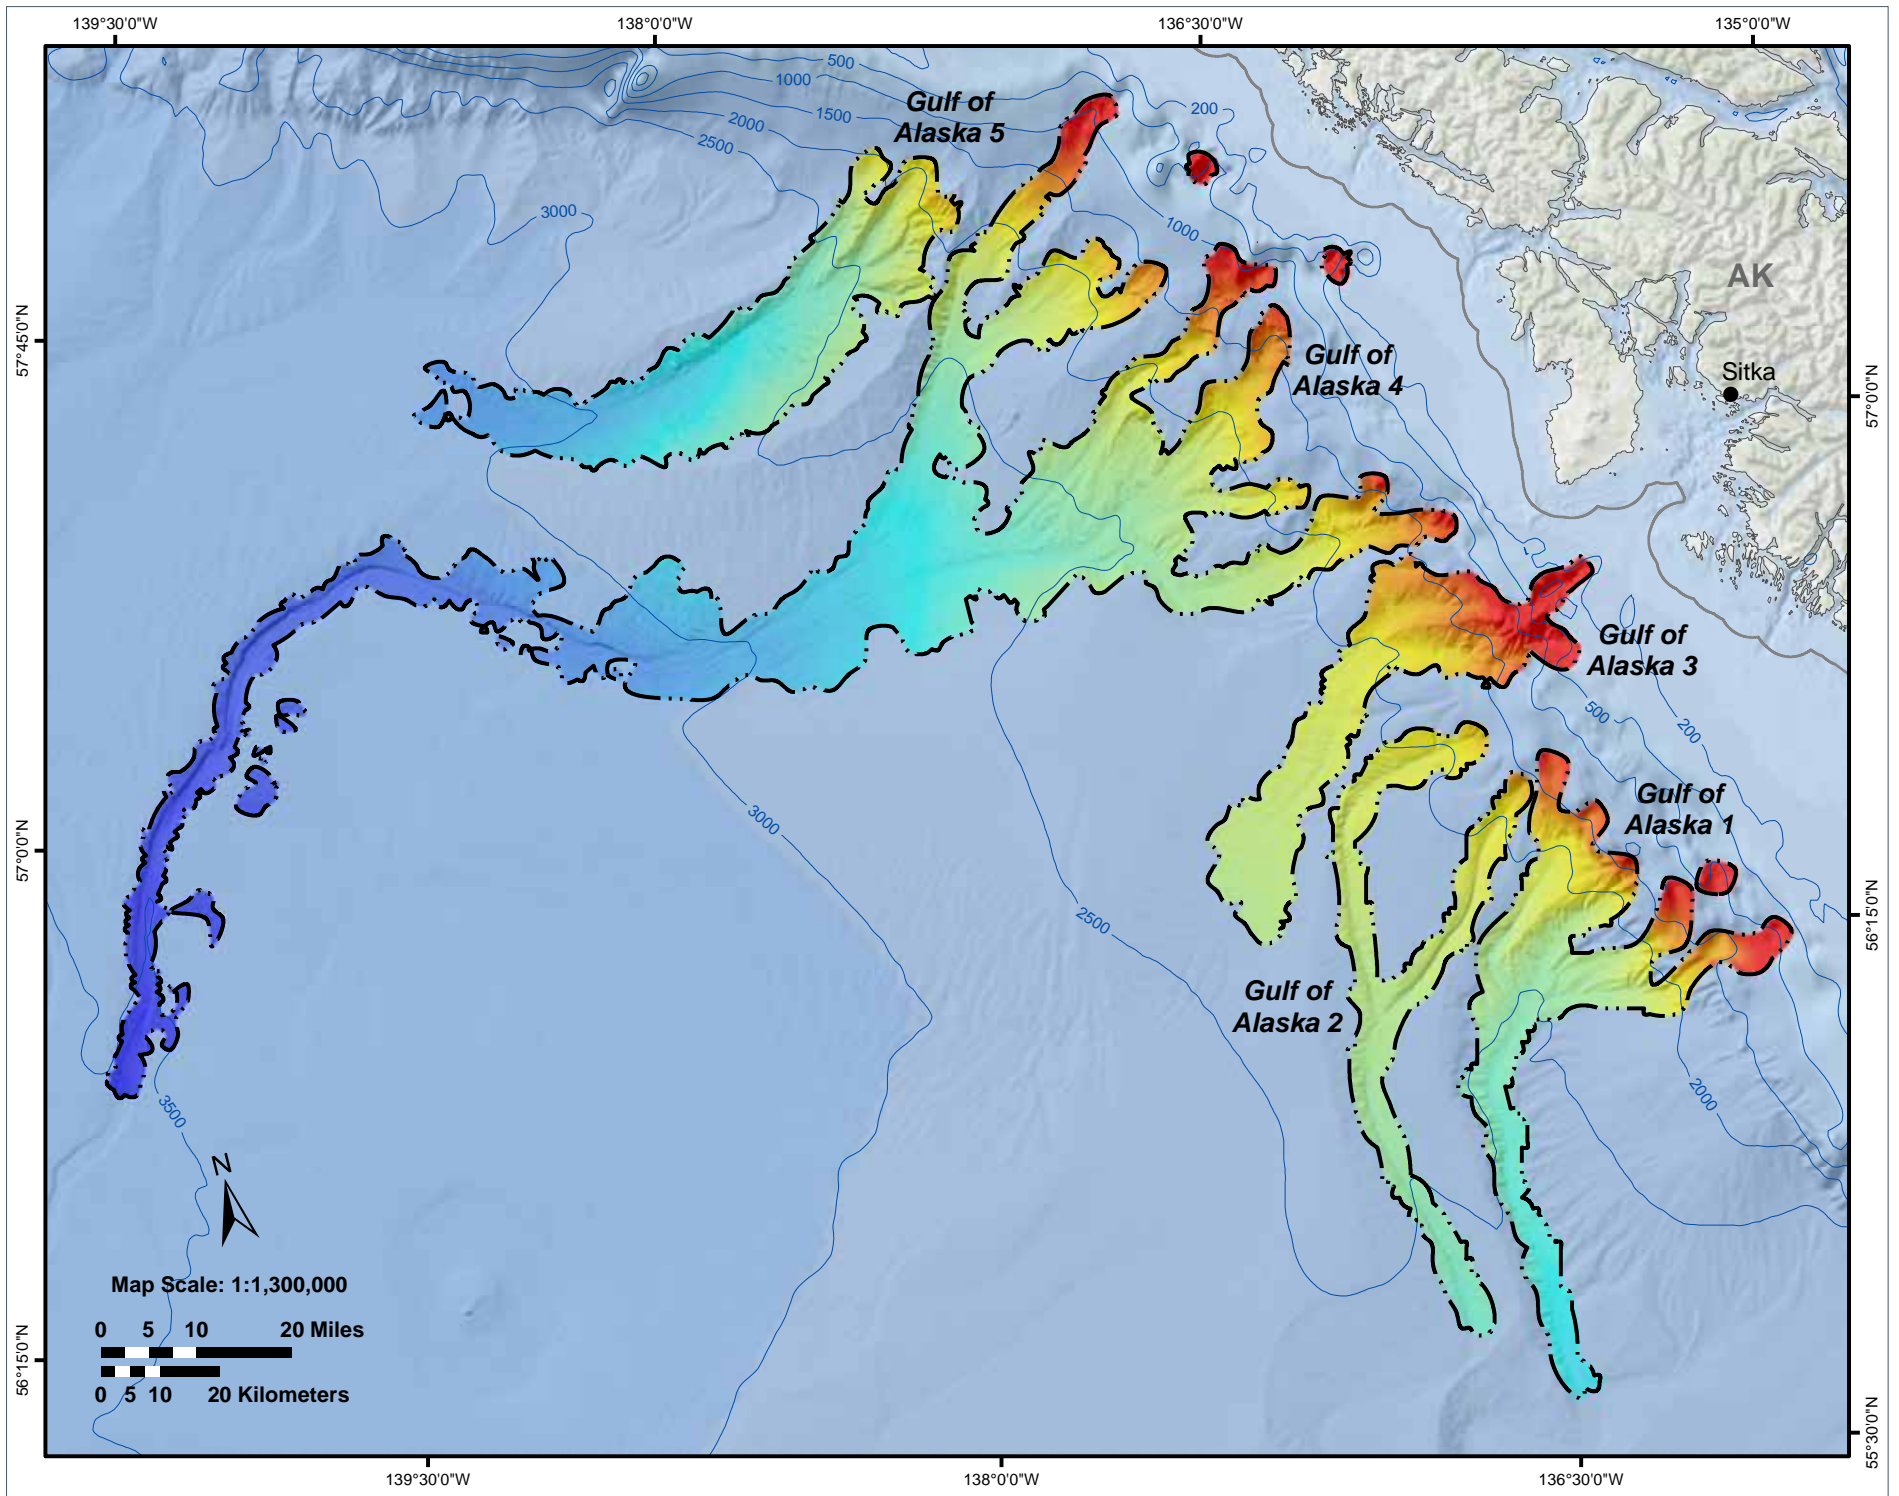 139°30'0"W
138°0'0"W
136°30'0"W
135°0'0"W
500
1000
1500
2000
2500
200
Gulf of
Alaska 5
3000
1000
AK
57°45'0"N
Gulf of
Alaska 4
Sitka
57°0'0"N
Gulf of
Alaska 3
500
200
3000
Gulf of
Alaska 1
57°0'0"N
2500
56°15'0"N
Gulf of
Alaska 2
2000
3500
N
Map Scale: 1:1,300,000
0 5 10 20 Miles
0 5 10 20 Kilometers
56°15'0"N
55°30'0"N
139°30'0"W
138°0'0"W
136°30'0"W